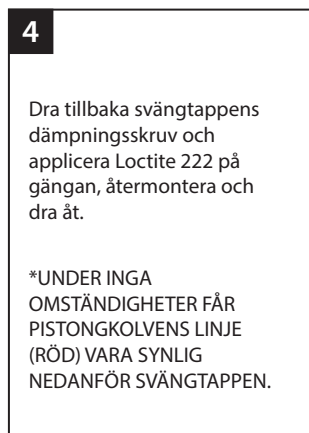 4
Dra tillbaka svängtappens
dämpningsskruv och
applicera Loctite 222 på
gängan, återmontera och
dra åt.
*UNDER INGA
OMSTÄNDIGHETER FÅR
PISTONGKOLVENS LINJE
(RÖD) VARA SYNLIG
NEDANFÖR SVÄNGTAPPEN.